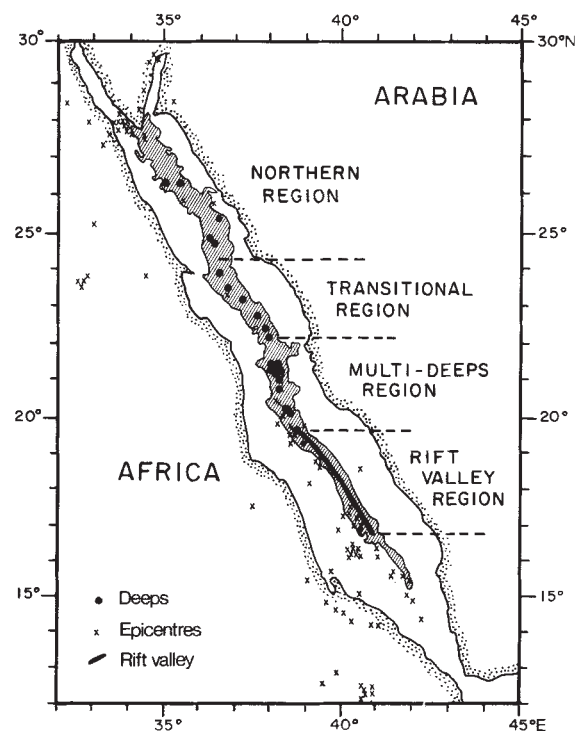 35° 40° 45°
30° 30°N
ARABIA
NORTHERN
REGION
25° 25°
TRANSITIONAL
REGION
MULTI-DEEPS
REGION
20° 20°
AFRICA
RIFT
VALLEY
REGION
15° 15°
Deeps
Epicentres
Rift valley
35° 40° 45°E